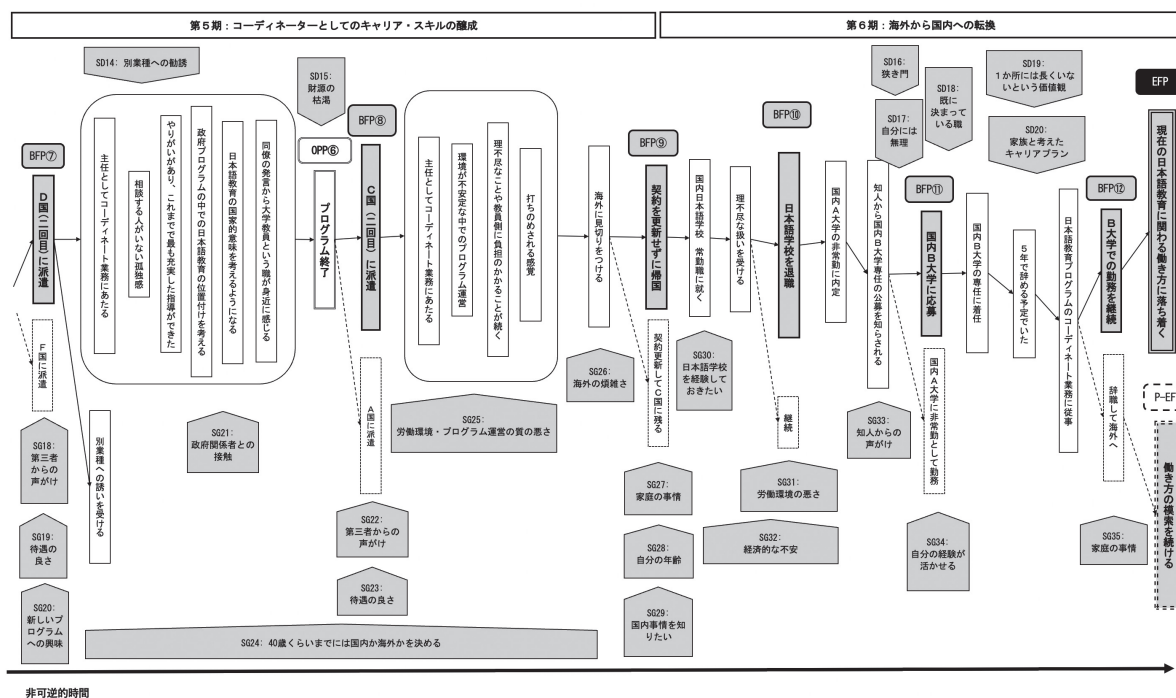 第５期：コーディネーターとしてのキャリア・スキルの醸成
第６期：海外から国内への転換
SD14: 別業種への勧誘
BFP⑦
D国（二回目）に派遣
F国に派遣
SG18:
第三者
からの
声がけ
SG19:
待遇の
良さ
SG20:
新しいプ
ログラム
への興味
別業種への誘いを受ける
主任としてコーディネート業務にあたる
相談する人がいない孤独感
やりがいがあり、これまでで最も充実した指導ができた
政府プログラムの中での日本語教育の位置付けを考える
日本語教育の国家的意味を考えるようになる
同僚の発言から大学教員という職が身近に感じる
SG21:
政府関係者との
接触
SD15:
財源の
枯渇
OPP⑥
プログラム終了
BFP⑧
C国（二回目）に派遣
A国に派遣
SG22:
第三者からの
声がけ
SG23:
待遇の良さ
SG24: 40歳くらいまでには国内か海外かを決める
主任としてコーディネート業務にあたる
環境が不安定な中でのプログラム運営
理不尽なことや教員側に負担のかかることが続く
打ちのめされる感覚
SG25:
労働環境・プログラム運営の質の悪さ
海外に見切りをつける
SG26:
海外の煩雑さ
BFP⑨
契約を更新せずに帰国
契約更新してC国に残る
SG27:
家庭の事情
SG28:
自分の年齢
SG29:
国内事情を
知りたい
国内日本語学校　常勤職に就く
SG30:
日本語学校
を経験して
おきたい
理不尽な扱いを受ける
BFP⑩
日本語学校を退職
継続
SG31:
労働環境の悪さ
SG32:
経済的な不安
国内A大学の非常勤に内定
SD16:
狭き門
SD17:
自分には
無理
SD18:
既に
決まって
いる職
知人から国内B大学専任の公募を知らされる
SG33:
知人からの
声がけ
BFP⑪
国内B大学に応募
国内A大学に非常勤として勤務
SG34:
自分の経験が
活かせる
国内B大学の専任に着任
SD19:
１か所には長くいな
いという価値観
SD20:
家族と考えた
キャリアプラン
５年で辞める予定でいた
日本語教育プログラムのコーディネート業務に従事
BFP⑫
B大学での勤務を継続
辞職して海外へ
SG35:
家庭の事情
EFP
現在の日本語教育に関わる働き方に落ち着く
P-EF
働き方の模索を続ける
非可逆的時間